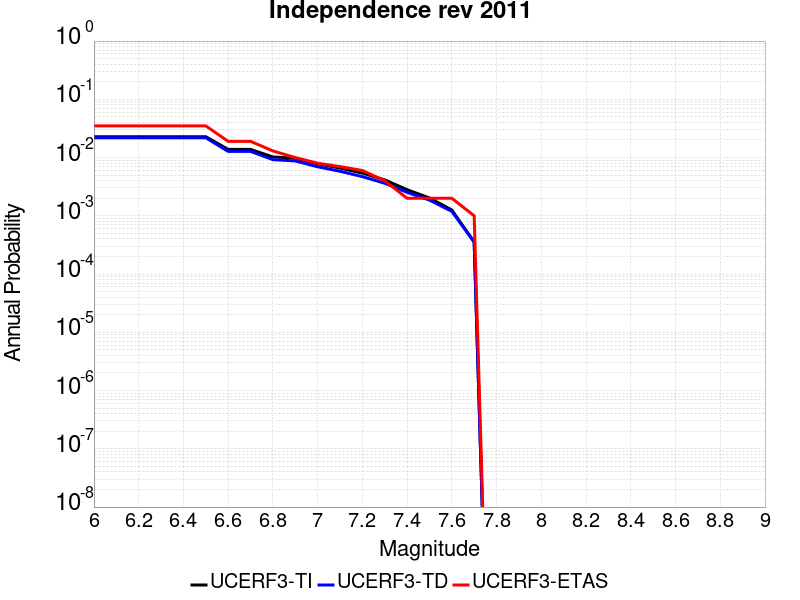 Independence rev 2011
10^0
10^-1
10^-2
10^-3
10^-4
10^-5
10^-6
10^-7
10^-8
Annual Probability
6 6.2 6.4 6.6 6.8 7 7.2 7.4 7.6 7.8 8 8.2 8.4 8.6 8.8 9
Magnitude
UCERF3-TI UCERF3-TD UCERF3-ETAS